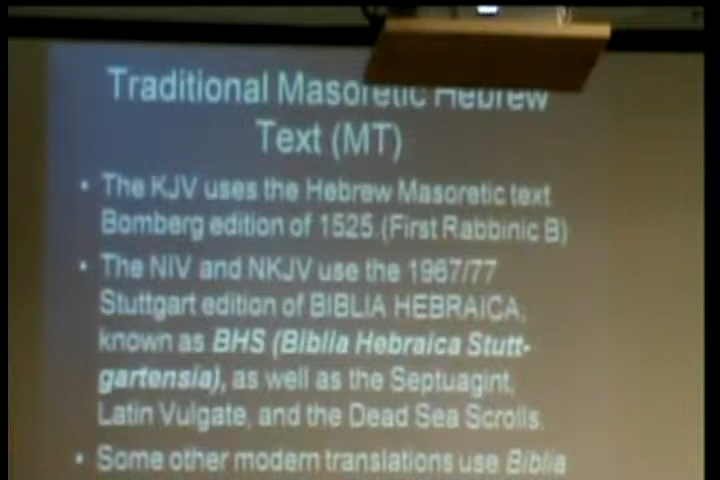 Traditional Masoretic Hebrew
Text (MT)
• The KJV uses the Hebrew Masoretic text
Bomberg edition of 1525.(First Rabbinic B)
• The NIV and NKJV use the 1967/77
Stuttgart edition of BIBLIA HEBRAICA,
known as BHS (Biblia Hebraica Stutt-
gartensia), as well as the Septuagint,
Latin Vulgate, and the Dead Sea Scrolls.
• Some other modern translations use Biblia